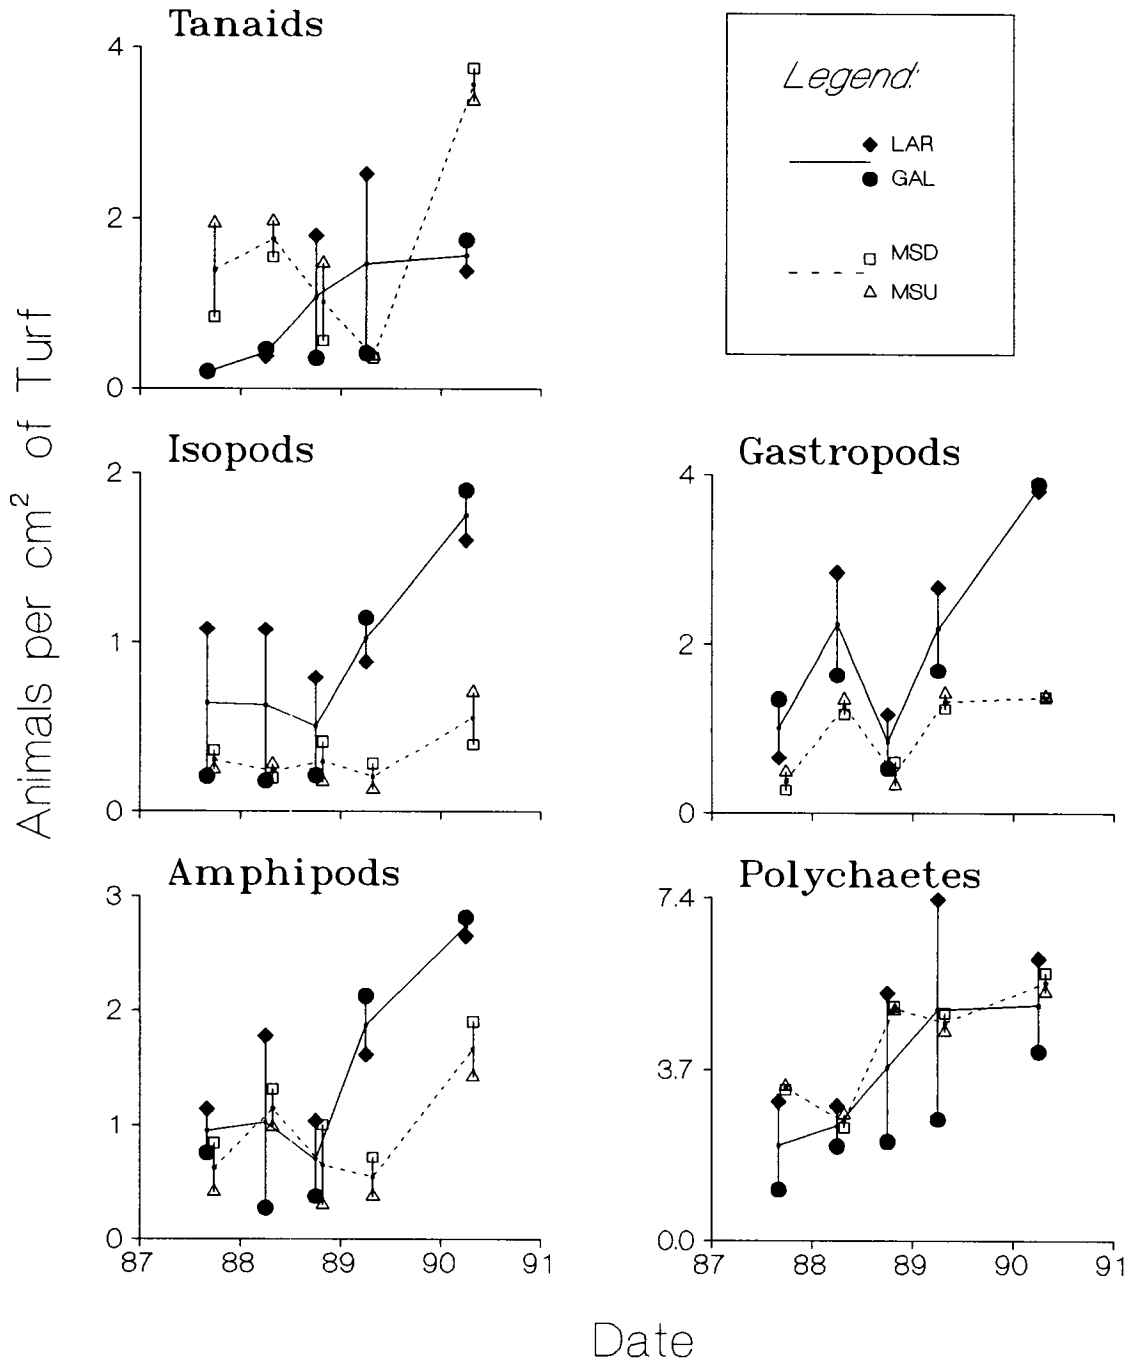 Tanaids
4
2
0
Legend:
LAR
GAL
MSD
MSU
Animals per cm² of Turf
Isopods
2
1
0
Gastropods
4
2
0
Amphipods
3
2
1
0
87 88 89 90 91
Polychaetes
7.4
3.7
0.0
87 88 89 90 91
Date